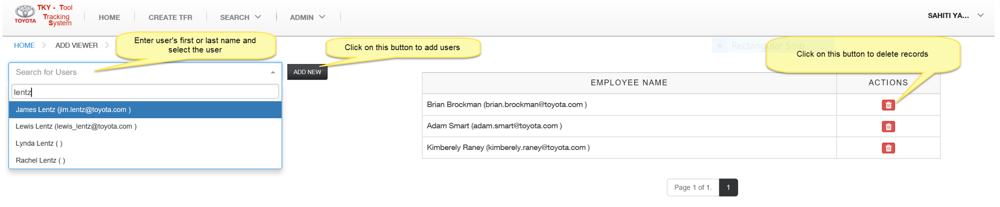 TKY - Tool
Tracking
System
TOYOTA
HOME
CREATE TFR
SEARCH
ADMIN
SAHITI YA...
HOME
ADD VIEWER
Enter user's first or last name and
select the user
Click on this button to add users
Rectangular Snip
Click on this button to delete records
Search for Users
ADD NEW
lentz
James Lentz (jim.lentz@toyota.com )
Lewis Lentz (lewis_lentz@toyota.com )
Lynda Lentz ( )
Rachel Lentz ( )
EMPLOYEE NAME
ACTIONS
Brian Brockman (brian.brockman@toyota.com )
Adam Smart (adam.smart@toyota.com )
Kimberely Raney (kimberely.raney@toyota.com )
Page 1 of 1.
1